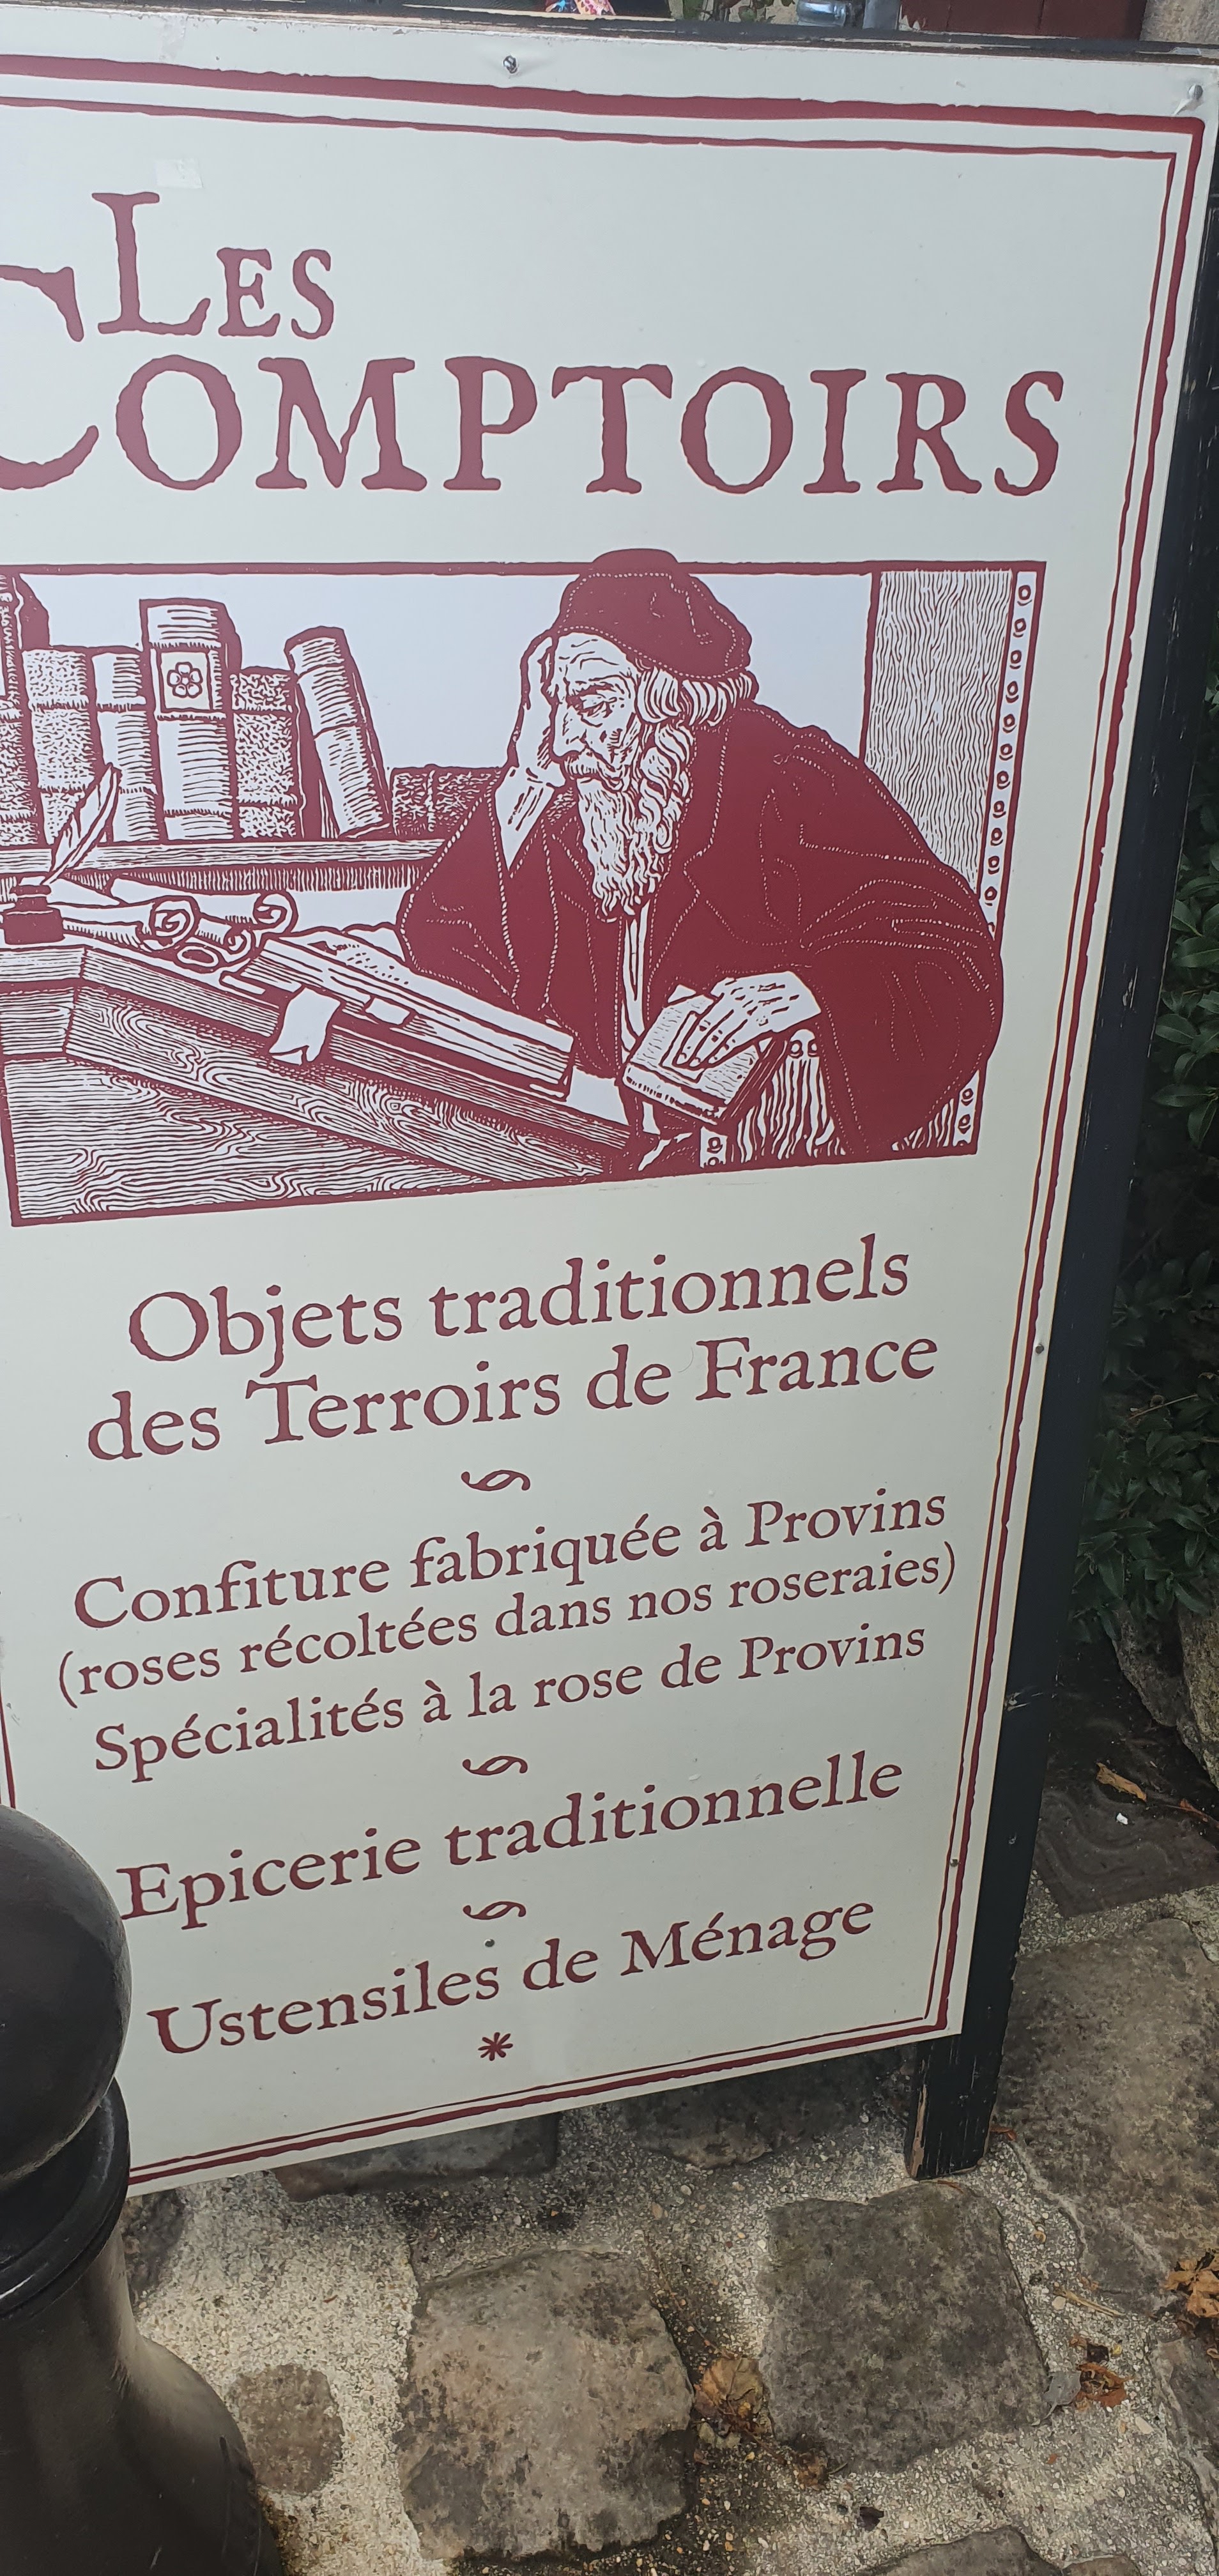 Les
Comptoirs
Objets traditionnels
des Terroirs de France
Confiture fabriquée à Provins
(roses récoltées dans nos roseraies)
Spécialités à la rose de Provins
Epicerie traditionnelle
Ustensiles de Ménage
*